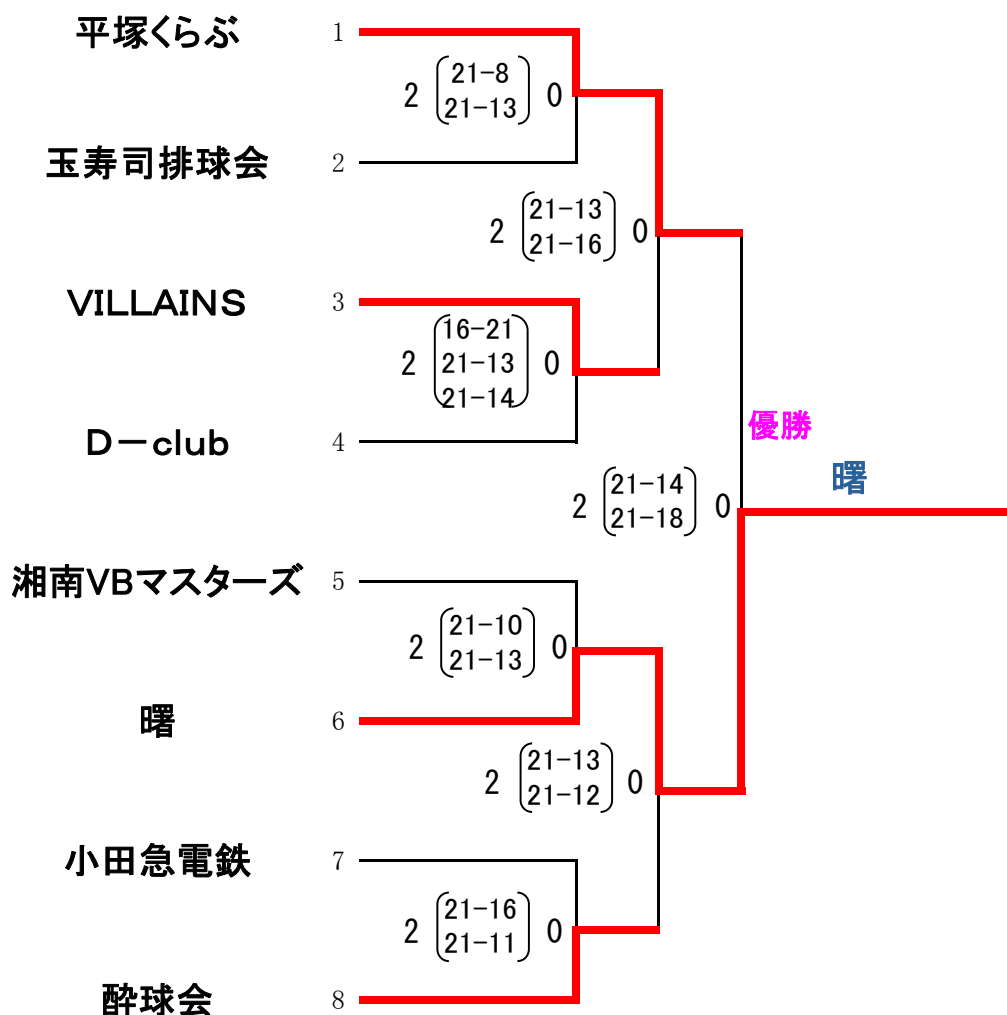 平塚くらぶ 1
2 21-8 0
21-13
玉寿司排球会 2
2 21-13 0
21-16
VILLAINS 3
16-21
2 21-13 0
21-14
D－club 4
優勝
曙
2 21-14 0
21-18
湘南VBマスターズ 5
2 21-10 0
21-13
曙 6
2 21-13 0
21-12
小田急電鉄 7
2 21-16 0
21-11
酔球会 8